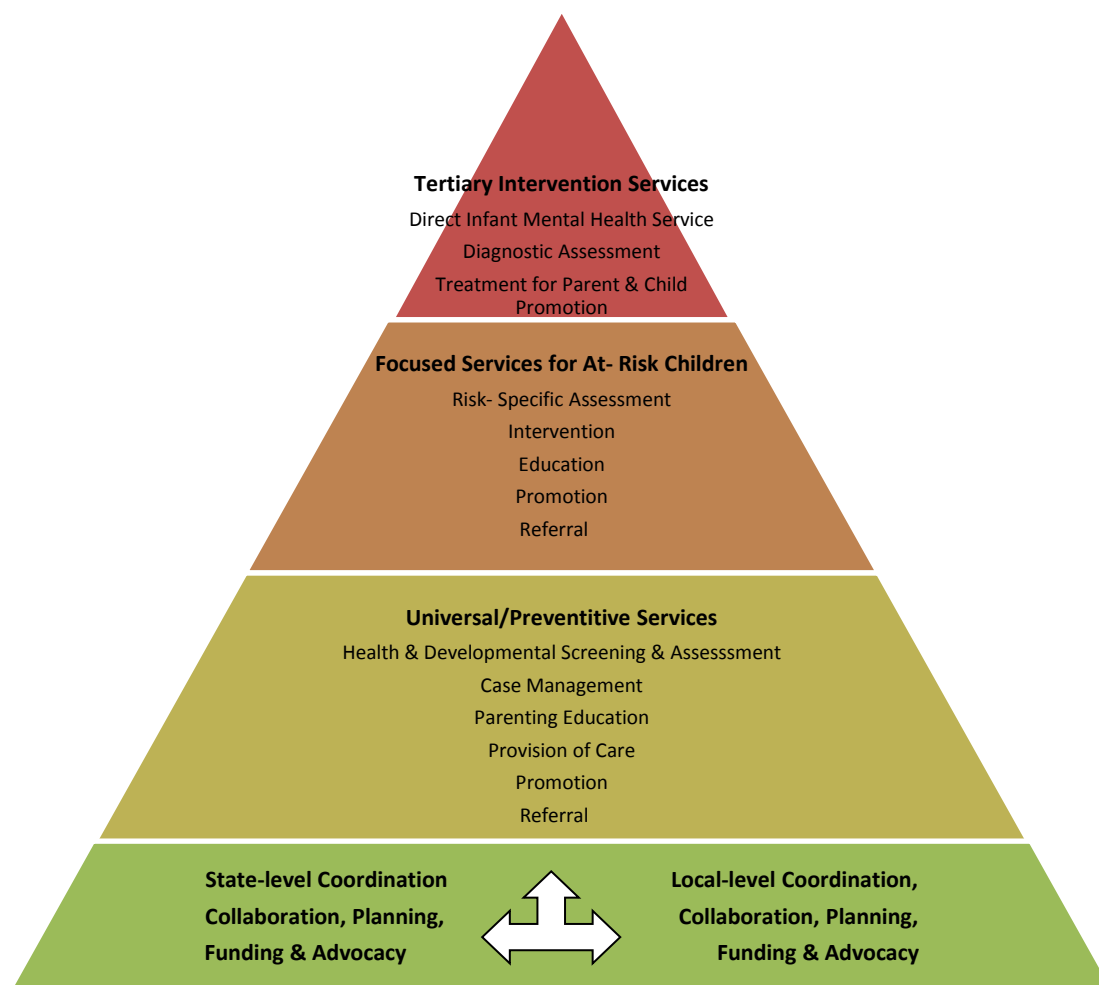 Tertiary Intervention Services
Direct Infant Mental Health Service
Diagnostic Assessment
Treatment for Parent & Child
Promotion
Focused Services for At- Risk Children
Risk- Specific Assessment
Intervention
Education
Promotion
Referral
Universal/Preventitive Services
Health & Developmental Screening & Assesssment
Case Management
Parenting Education
Provision of Care
Promotion
Referral
State-level Coordination
Collaboration, Planning,
Funding & Advocacy
Local-level Coordination,
Collaboration, Planning,
Funding & Advocacy